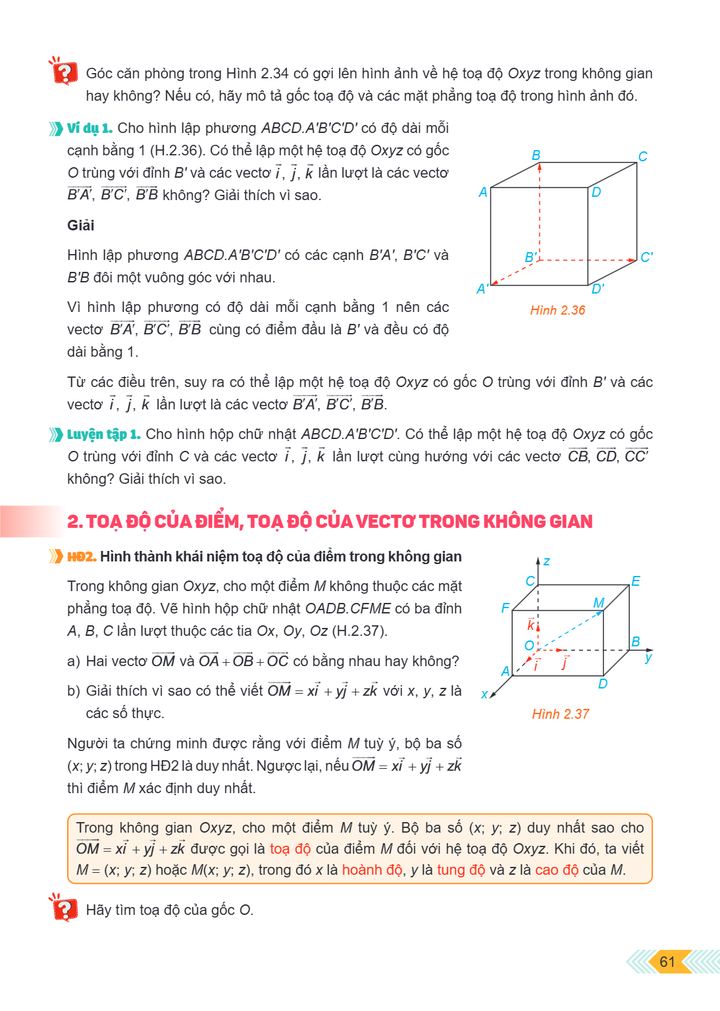 Góc căn phòng trong Hình 2.34 có gợi lên hình ảnh về hệ toạ độ Oxyz trong không gian
hay không? Nếu có, hãy mô tả gốc toạ độ và các mặt phẳng toạ độ trong hình ảnh đó.
Ví dụ 1. Cho hình lập phương ABCD.A'B'C'D' có độ dài mỗi
cạnh bằng 1 (H.2.36). Có thể lập một hệ toạ độ Oxyz có gốc
O trùng với đỉnh B' và các vectơ i⃗, j⃗, k⃗ lần lượt là các vectơ
B'A'⃗, B'C'⃗, B'B⃗ không? Giải thích vì sao.
Giải
Hình lập phương ABCD.A'B'C'D' có các cạnh B'A', B'C' và
B'B đôi một vuông góc với nhau.
Vì hình lập phương có độ dài mỗi cạnh bằng 1 nên các
vectơ B'A'⃗, B'C'⃗, B'B⃗ cùng có điểm đầu là B' và đều có độ
dài bằng 1.
B
C
A
D
B'
C'
A'
D'
Hình 2.36
Từ các điều trên, suy ra có thể lập một hệ toạ độ Oxyz có gốc O trùng với đỉnh B' và các
vectơ i⃗, j⃗, k⃗ lần lượt là các vectơ B'A'⃗, B'C'⃗, B'B⃗.
Luyện tập 1. Cho hình hộp chữ nhật ABCD.A'B'C'D'. Có thể lập một hệ toạ độ Oxyz có gốc
O trùng với đỉnh C và các vectơ i⃗, j⃗, k⃗ lần lượt cùng hướng với các vectơ CB⃗, CD⃗, CC'⃗
không? Giải thích vì sao.
2. TOẠ ĐỘ CỦA ĐIỂM, TOẠ ĐỘ CỦA VECTƠ TRONG KHÔNG GIAN
HĐ2. Hình thành khái niệm toạ độ của điểm trong không gian
Trong không gian Oxyz, cho một điểm M không thuộc các mặt
phẳng toạ độ. Vẽ hình hộp chữ nhật OADB.CFME có ba đỉnh
A, B, C lần lượt thuộc các tia Ox, Oy, Oz (H.2.37).
a) Hai vectơ OM⃗ và OA⃗ + OB⃗ + OC⃗ có bằng nhau hay không?
b) Giải thích vì sao có thể viết OM⃗ = xi⃗ + yj⃗ + zk⃗ với x, y, z là
các số thực.
z
C
E
F
M
k⃗
O
B
A
i⃗
j⃗
y
x
D
Hình 2.37
Người ta chứng minh được rằng với điểm M tuỳ ý, bộ ba số
(x; y; z) trong HĐ2 là duy nhất. Ngược lại, nếu OM⃗ = xi⃗ + yj⃗ + zk⃗
thì điểm M xác định duy nhất.
Trong không gian Oxyz, cho một điểm M tuỳ ý. Bộ ba số (x; y; z) duy nhất sao cho
OM⃗ = xi⃗ + yj⃗ + zk⃗ được gọi là toạ độ của điểm M đối với hệ toạ độ Oxyz. Khi đó, ta viết
M = (x; y; z) hoặc M(x; y; z), trong đó x là hoành độ, y là tung độ và z là cao độ của M.
Hãy tìm toạ độ của gốc O.
61